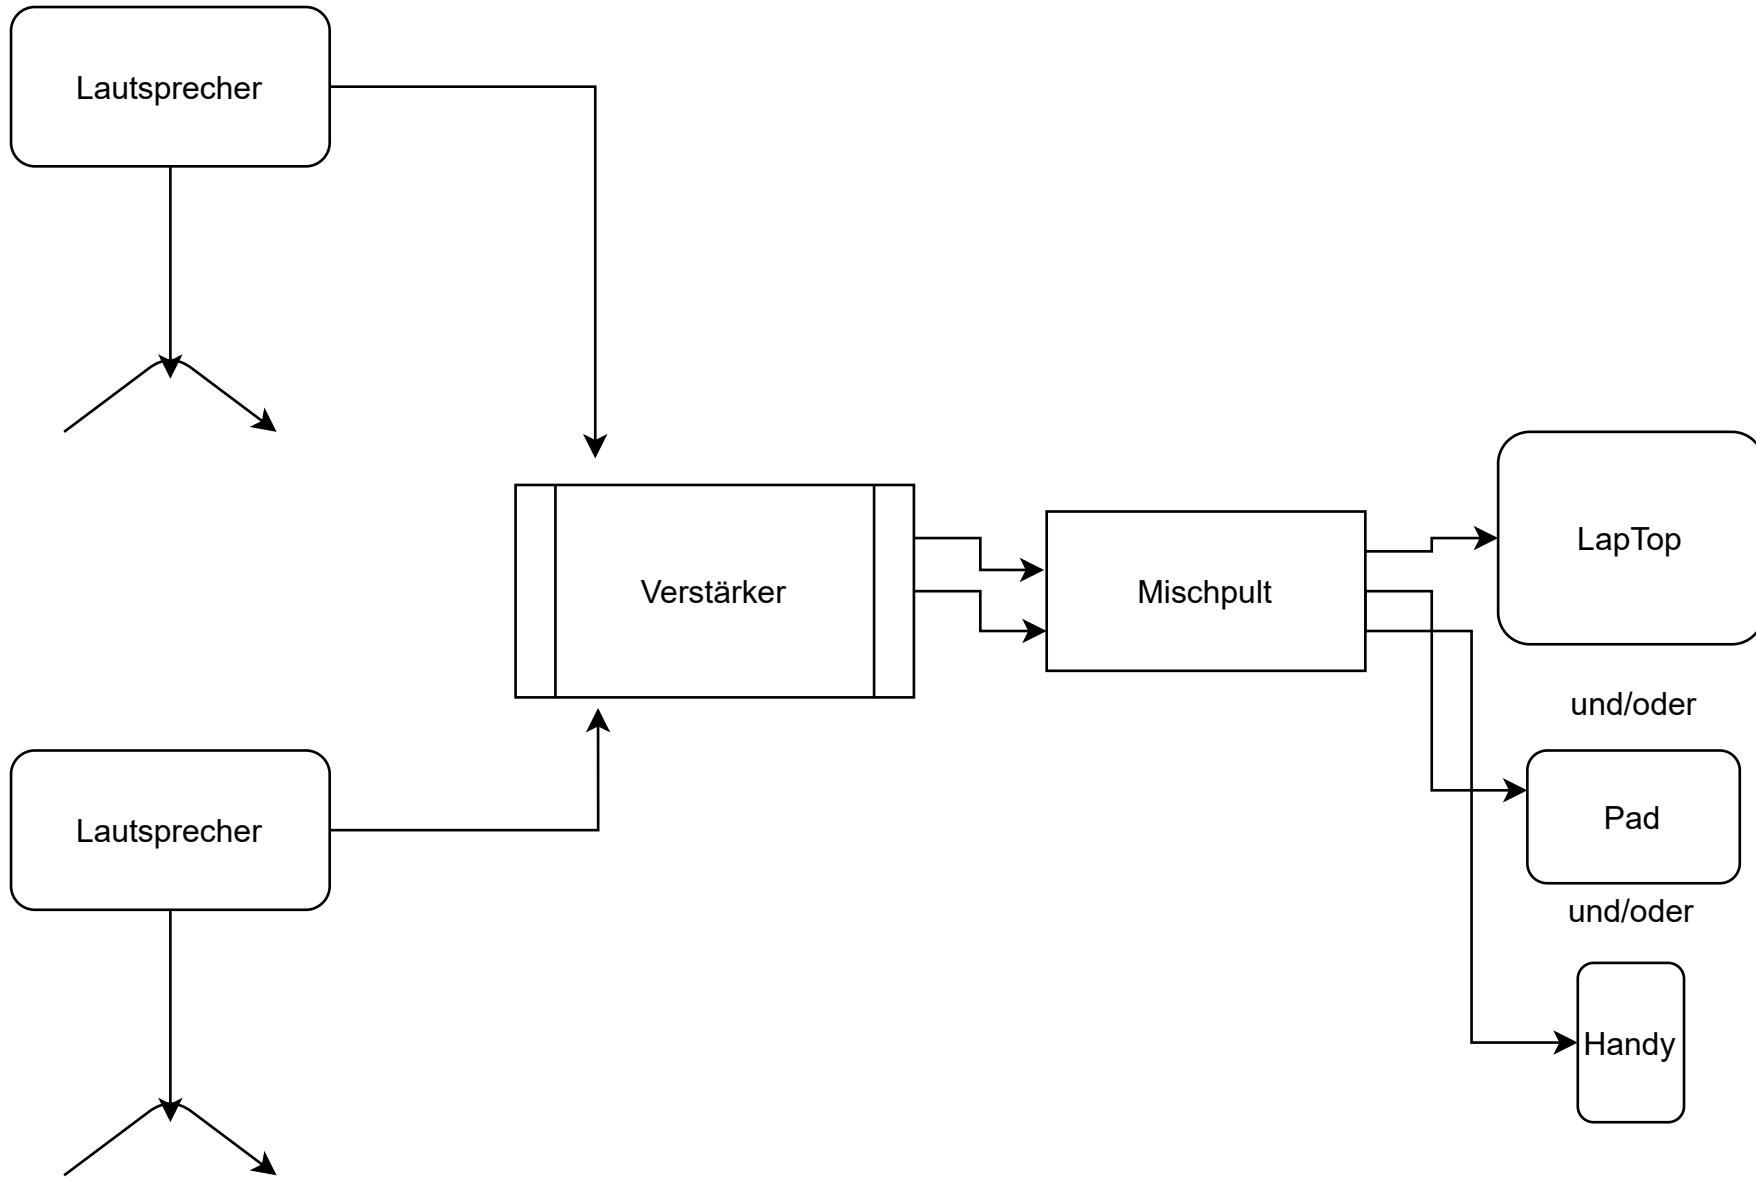 Lautsprecher
Verstärker
Mischpult
LapTop
und/oder
Pad
und/oder
Handy
Lautsprecher